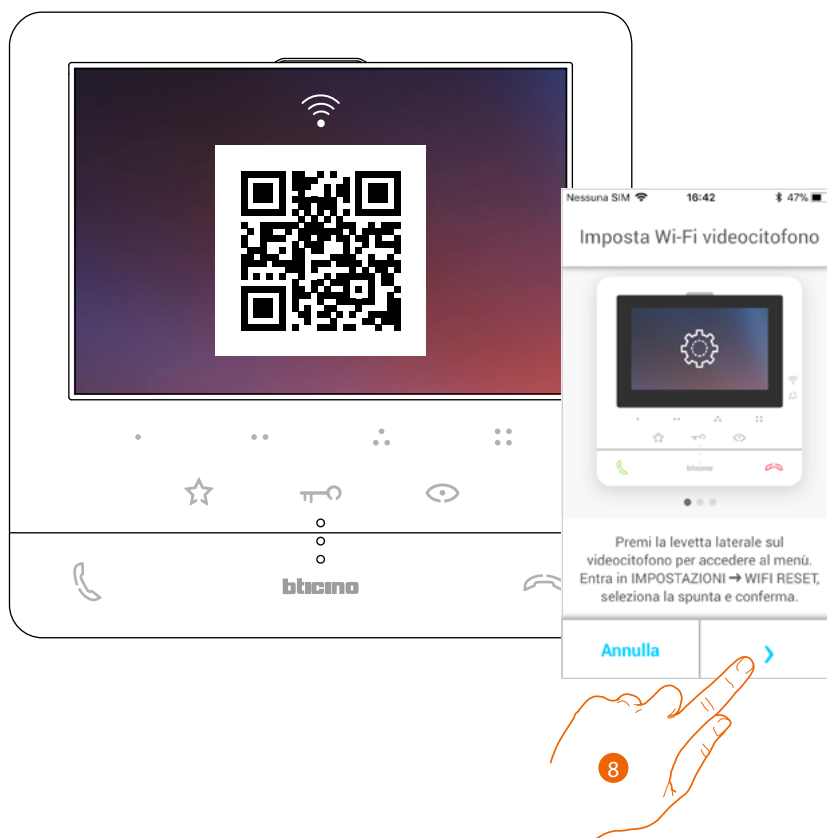 bticino
Nessuna SIM 16:42 47%
Imposta Wi-Fi videocitofono
bticino
Premi la levetta laterale sul
videocitofono per accedere al menù.
Entra in IMPOSTAZIONI → WIFI RESET,
seleziona la spunta e conferma.
Annulla
8